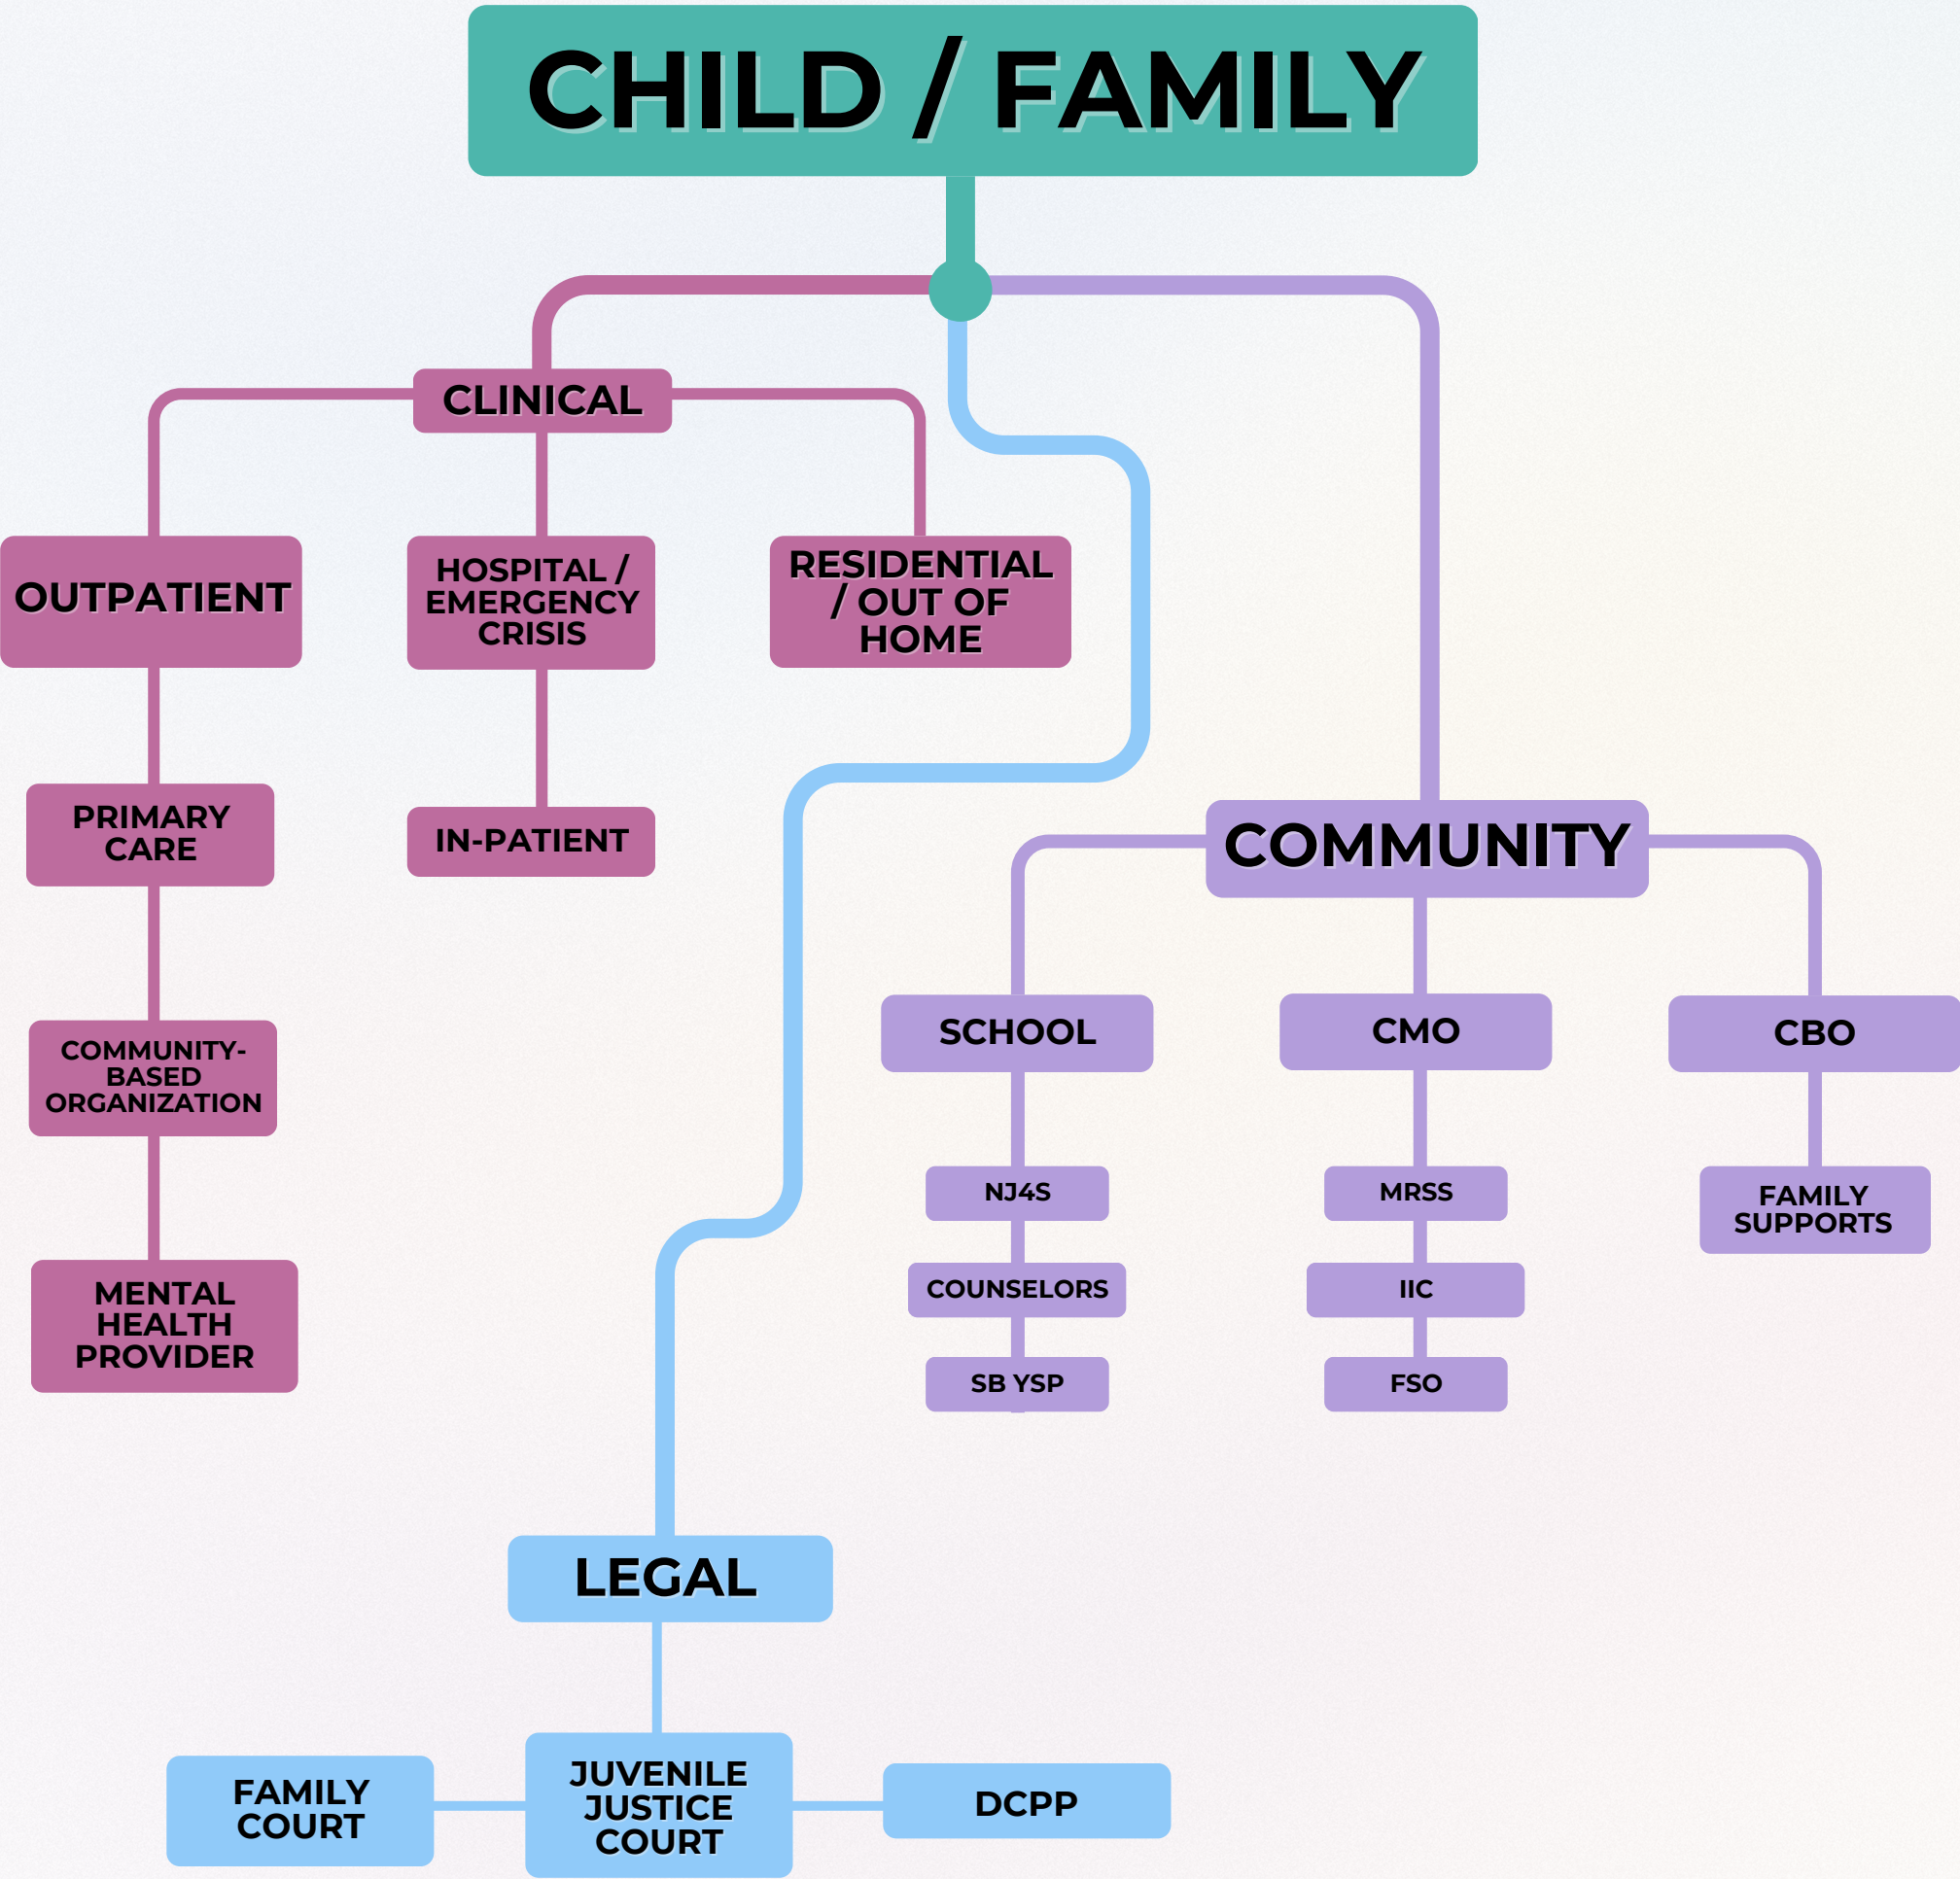 CHILD / FAMILY
CLINICAL
OUTPATIENT
HOSPITAL /
EMERGENCY
CRISIS
RESIDENTIAL
/ OUT OF
HOME
PRIMARY
CARE
IN-PATIENT
COMMUNITY-
BASED
ORGANIZATION
MENTAL
HEALTH
PROVIDER
COMMUNITY
SCHOOL
CMO
CBO
NJ4S
COUNSELORS
SB YSP
MRSS
IIC
FSO
FAMILY
SUPPORTS
LEGAL
FAMILY
COURT
JUVENILE
JUSTICE
COURT
DCPP